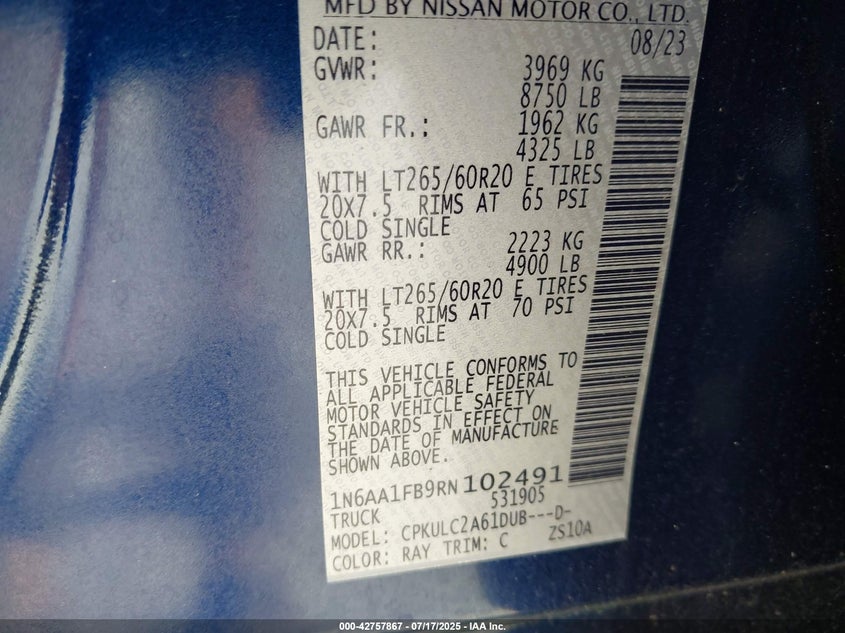 MFD BY NISSAN MOTOR CO., LTD.
DATE: 08/23
GVWR: 3969 KG
8750 LB
GAWR FR.: 1962 KG
4325 LB
WITH LT265/60R20 E TIRES
20X7.5 RIMS AT 65 PSI
COLD SINGLE
GAWR RR.: 2223 KG
4900 LB
WITH LT265/60R20 E TIRES
20X7.5 RIMS AT 70 PSI
COLD SINGLE
THIS VEHICLE CONFORMS TO
ALL APPLICABLE FEDERAL
MOTOR VEHICLE SAFETY
STANDARDS IN EFFECT ON
THE DATE OF MANUFACTURE
SHOWN ABOVE.
1N6AA1FB9RN102491
TRUCK 531905
MODEL: CPKULC2A61DUB---D-
COLOR: RAY TRIM: C ZS10A
000-42757867 - 07/17/2025 - IAA Inc.